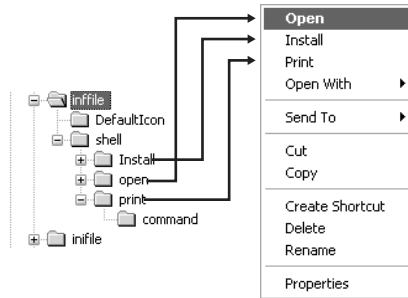 inffile
DefaultIcon
shell
Install
open
print
command
inifile
Open
Install
Print
Open With
Send To
Cut
Copy
Create Shortcut
Delete
Rename
Properties